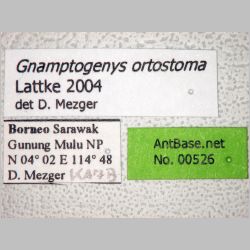 Gnamptogenys ortostoma
Lattke 2004
det D. Mezger
Borneo Sarawak
Gunung Mulu NP
N 04° 02 E 114° 48
D. Mezger
AntBase.net
No. 00526